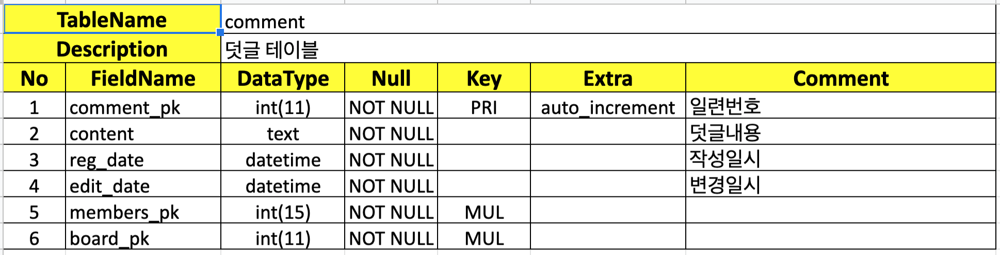 TableName comment
Description 덧글 테이블
No FieldName DataType Null Key Extra Comment
1 comment_pk int(11) NOT NULL PRI auto_increment 일련번호
2 content text NOT NULL 덧글내용
3 reg_date datetime NOT NULL 작성일시
4 edit_date datetime NOT NULL 변경일시
5 members_pk int(15) NOT NULL MUL
6 board_pk int(11) NOT NULL MUL